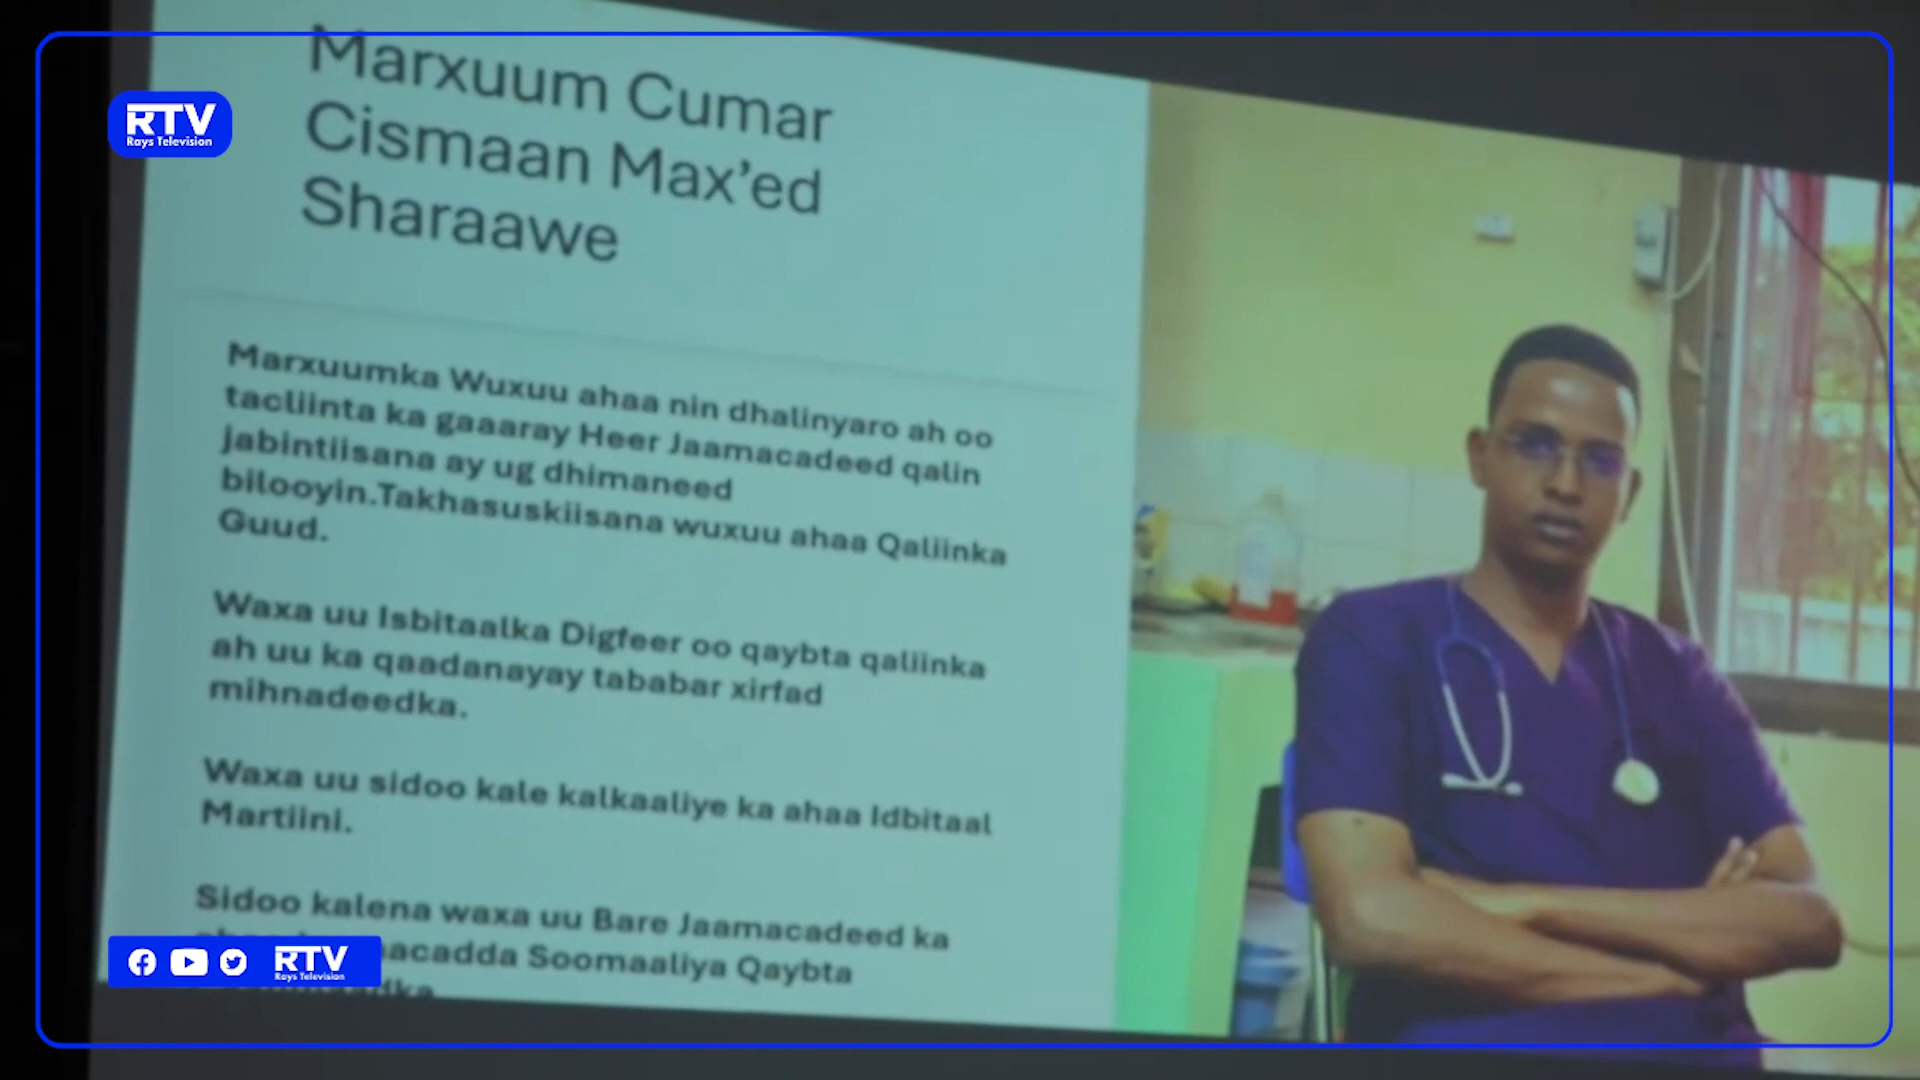 RTV
Rays Television
Marxuum Cumar
Cismaan Max'ed
Sharaawe
Marxuumka Wuxuu ahaa nin dhalinyaro ah oo
tacliinta ka gaaaray Heer Jaamacadeed qalin
jabintiisana ay ug dhimaneed
bilooyin.Takhasuskiisana wuxuu ahaa Qaliinka
Guud.
Waxa uu Isbitaalka Digfeer oo qaybta qaliinka
ah uu ka qaadanayay tababar xirfad
mihnadeedka.
Waxa uu sidoo kale kalkaaliye ka ahaa Idbitaal
Martiini.
Sidoo kalena waxa uu Bare Jaamacadeed ka
Soomaaliya Qaybta
RTV
Rays Television